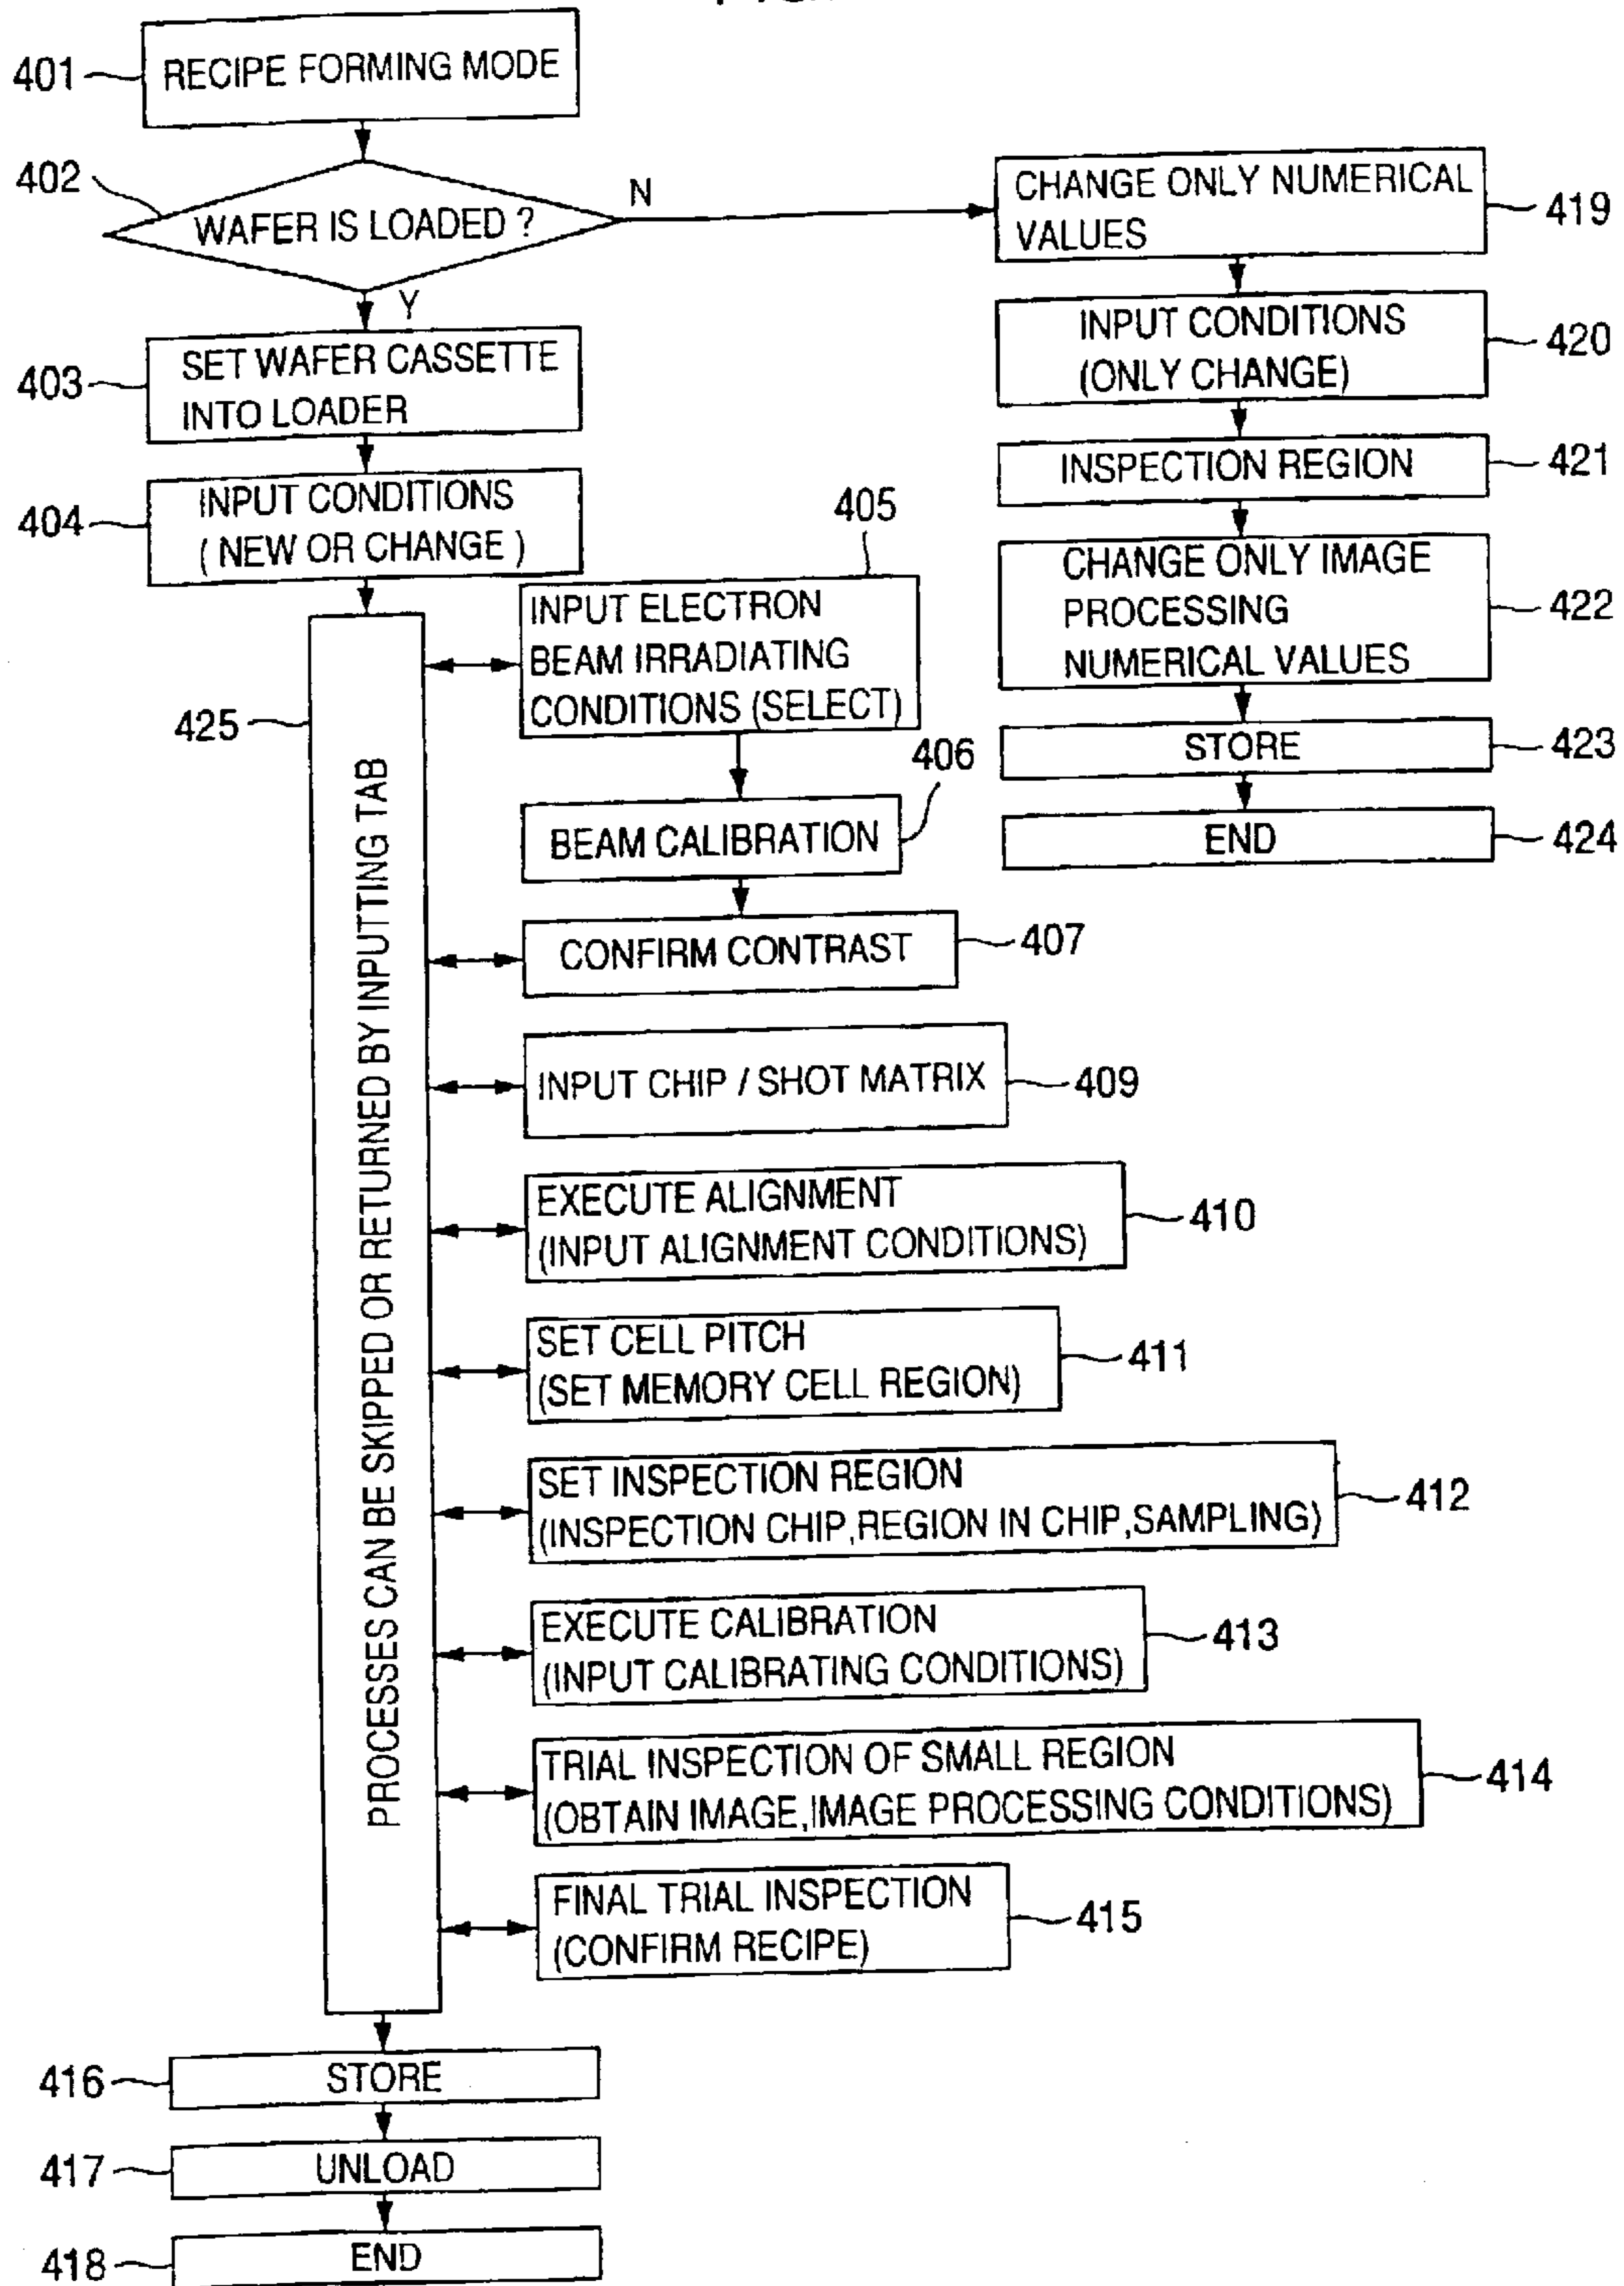 401
RECIPE FORMING MODE
402
WAFER IS LOADED ?
N
Y
403
SET WAFER CASSETTE
INTO LOADER
404
INPUT CONDITIONS
( NEW OR CHANGE )
425
PROCESSES CAN BE SKIPPED OR RETURNED BY INPUTTING TAB
405
INPUT ELECTRON
BEAM IRRADIATING
CONDITIONS (SELECT)
406
BEAM CALIBRATION
CONFIRM CONTRAST
407
INPUT CHIP / SHOT MATRIX
409
EXECUTE ALIGNMENT
(INPUT ALIGNMENT CONDITIONS)
410
SET CELL PITCH
(SET MEMORY CELL REGION)
411
SET INSPECTION REGION
(INSPECTION CHIP,REGION IN CHIP,SAMPLING)
412
EXECUTE CALIBRATION
(INPUT CALIBRATING CONDITIONS)
413
TRIAL INSPECTION OF SMALL REGION
(OBTAIN IMAGE,IMAGE PROCESSING CONDITIONS)
414
FINAL TRIAL INSPECTION
(CONFIRM RECIPE)
415
416
STORE
417
UNLOAD
418
END
CHANGE ONLY NUMERICAL
VALUES
419
INPUT CONDITIONS
(ONLY CHANGE)
420
INSPECTION REGION
421
CHANGE ONLY IMAGE
PROCESSING
NUMERICAL VALUES
422
STORE
423
END
424